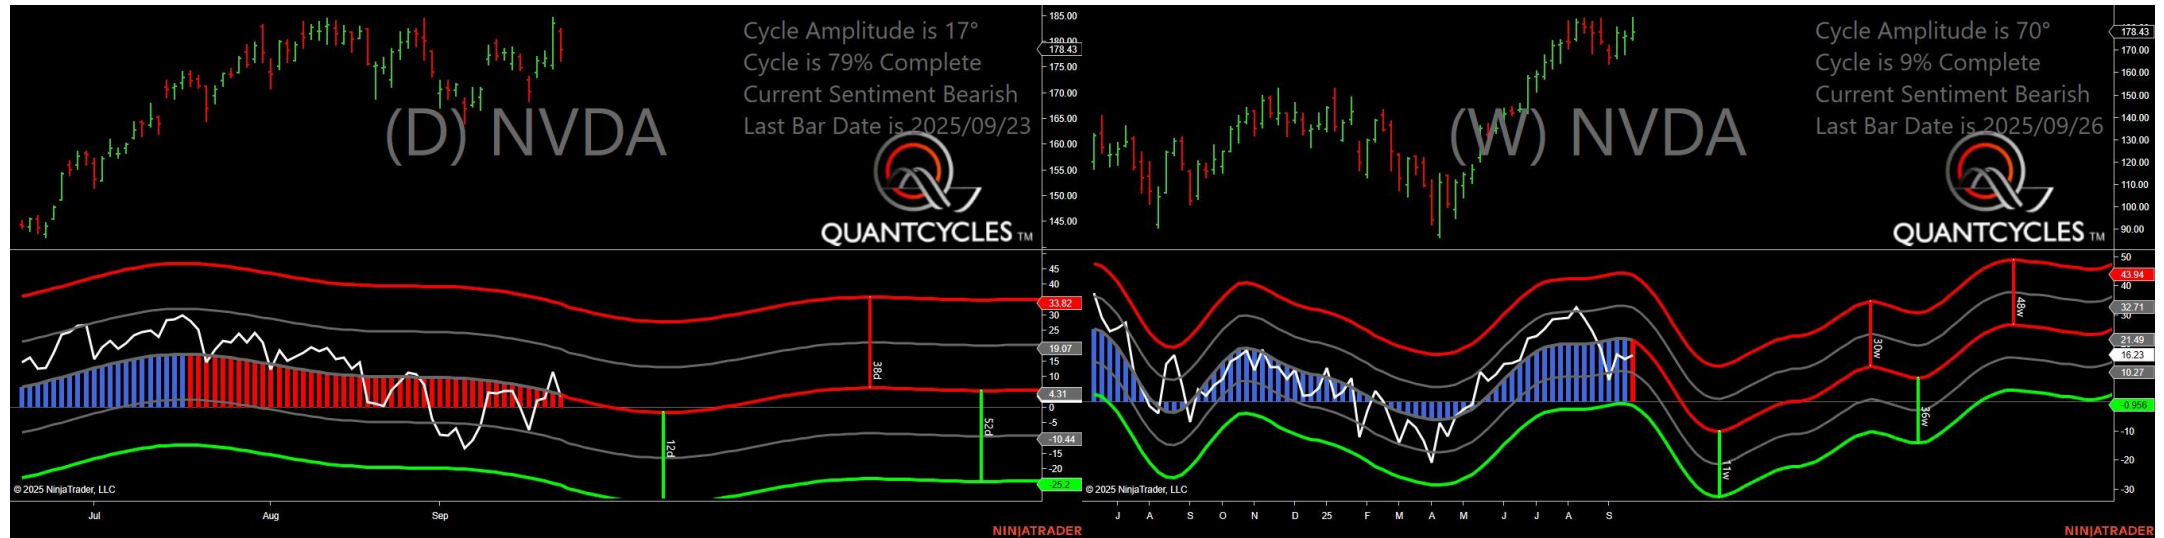 Cycle Amplitude is 17°
Cycle is 79% Complete
Current Sentiment Bearish
Last Bar Date is 2025/09/23
(D) NVDA
QUANTCYCLES TM
185.00
180.00
178.43
175.00
170.00
165.00
160.00
155.00
150.00
145.00
45
40
33.82
30
25
19.07
15
10
4.31
0
-5
-10.44
-15
-20
-25.2
38d
12d
52d
© 2025 NinjaTrader, LLC
Jul
Aug
Sep
NINJATRADER
Cycle Amplitude is 70°
Cycle is 9% Complete
Current Sentiment Bearish
Last Bar Date is 2025/09/26
(W) NVDA
QUANTCYCLES TM
178.43
170.00
160.00
150.00
140.00
130.00
120.00
110.00
100.00
90.00
50
43.94
40
32.71
30
21.49
16.23
10.27
-0.956
-10
-20
-30
48w
30w
36w
11w
© 2025 NinjaTrader, LLC
J A S O N D 25 F M A M J J A S
NINJATRADER